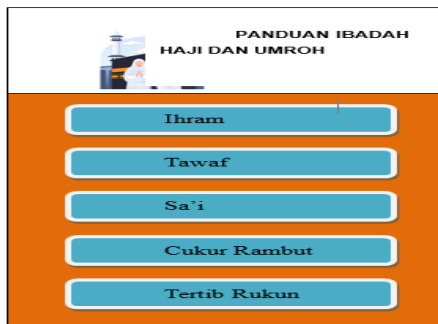 PANDUAN IBADAH
HAJI DAN UMROH
Ihram
Tawaf
Sa'i
Cukur Rambut
Tertib Rukun